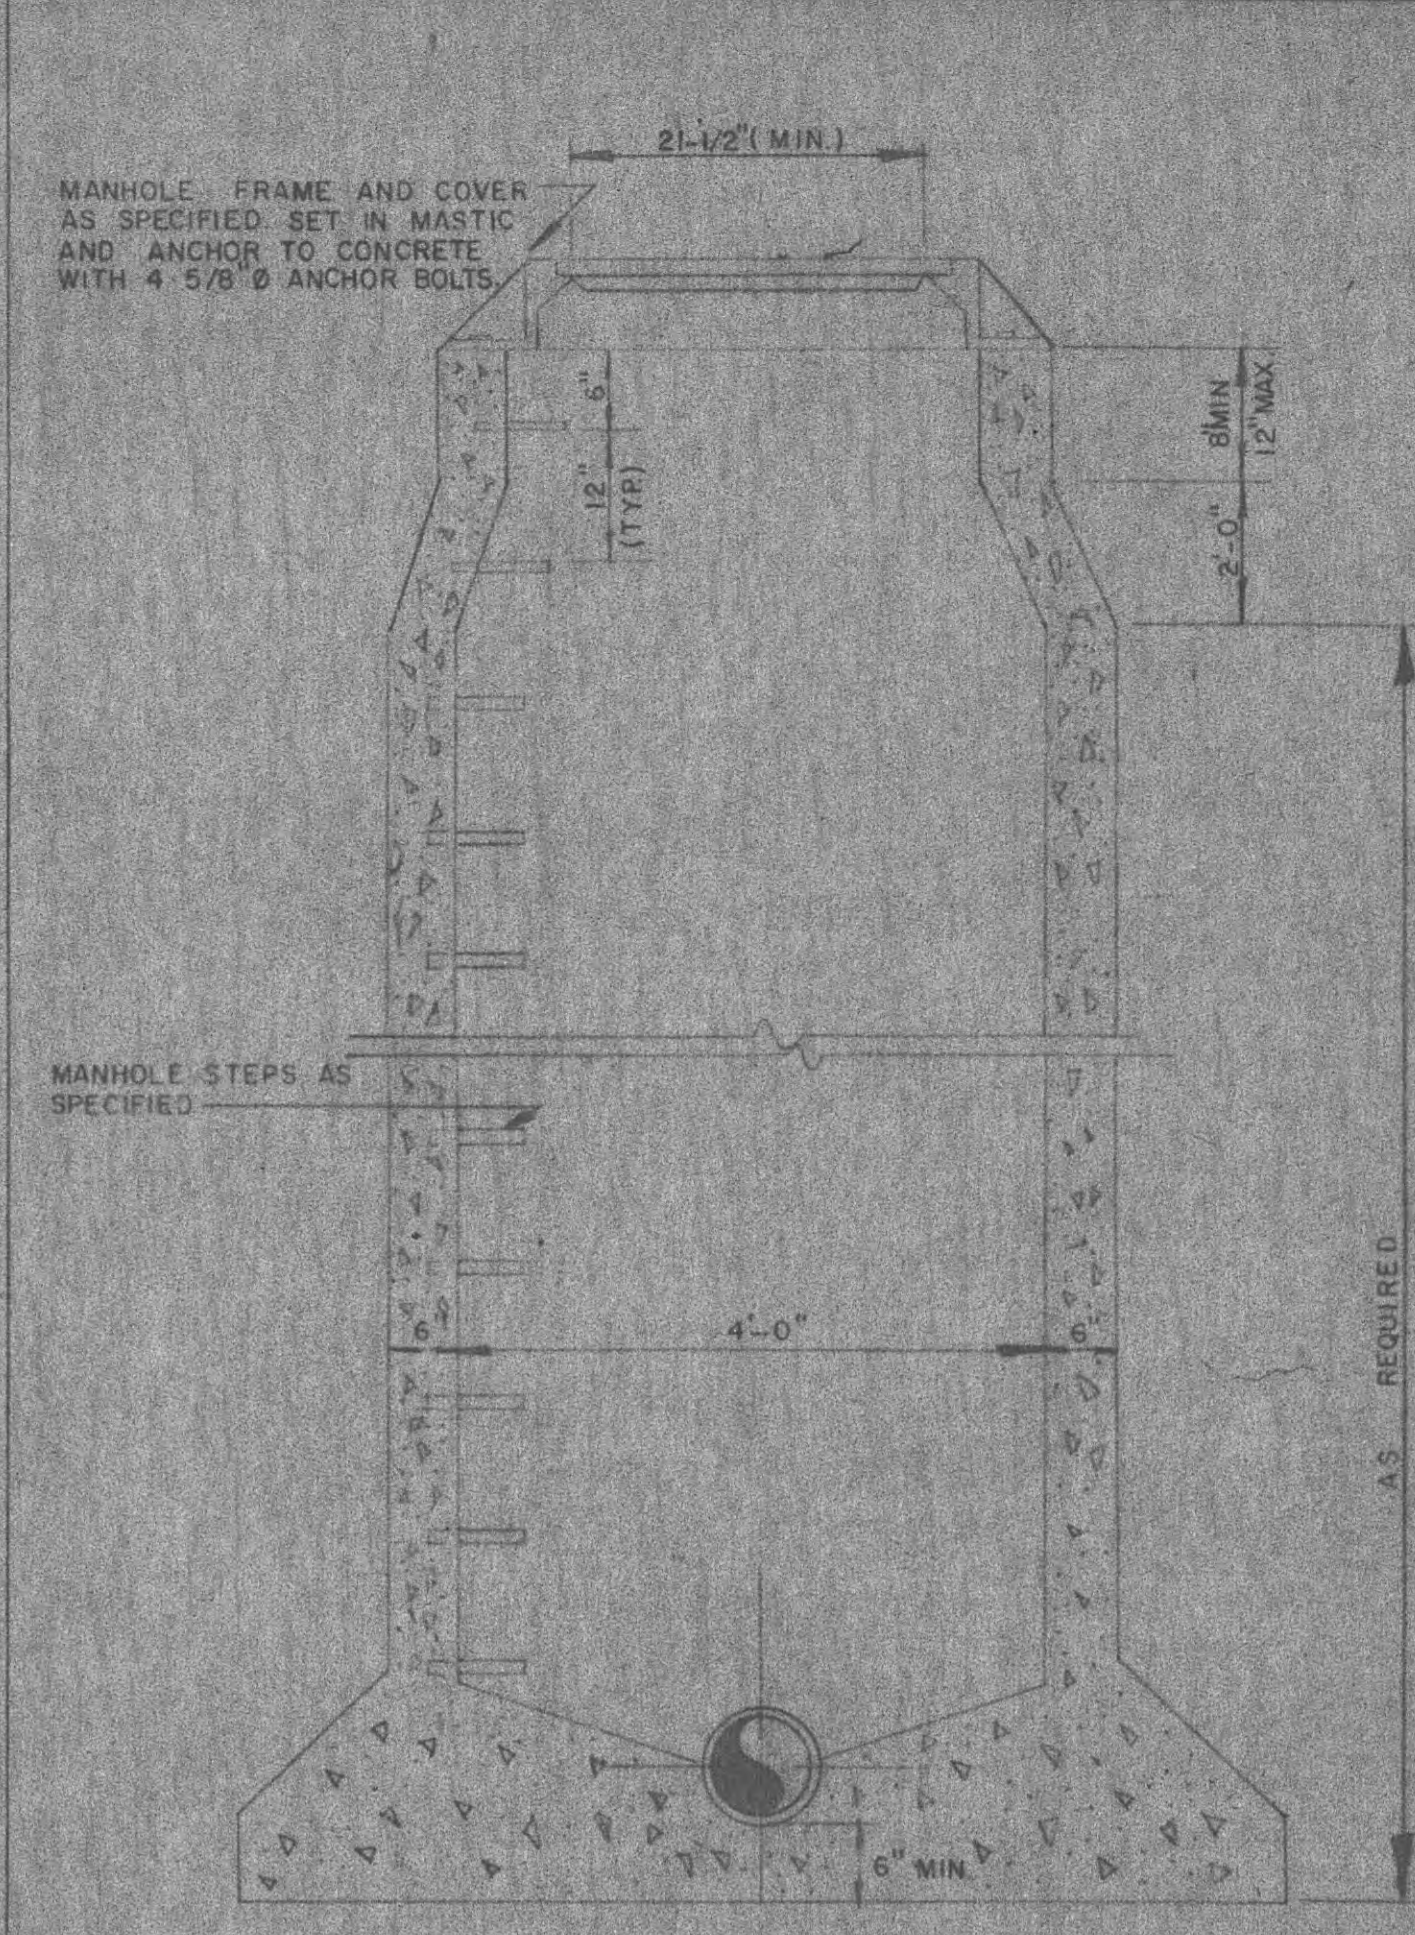 21-1/2"( MIN.)
MANHOLE FRAME AND COVER
AS SPECIFIED. SET IN MASTIC
AND ANCHOR TO CONCRETE
WITH 4 5/8" Ø ANCHOR BOLTS.
6"
12"
(TYP.)
8"MIN
12" MAX.
2'-0"
MANHOLE STEPS AS
SPECIFIED
6"
4'-0"
6"
AS REQUIRED
6" MIN.